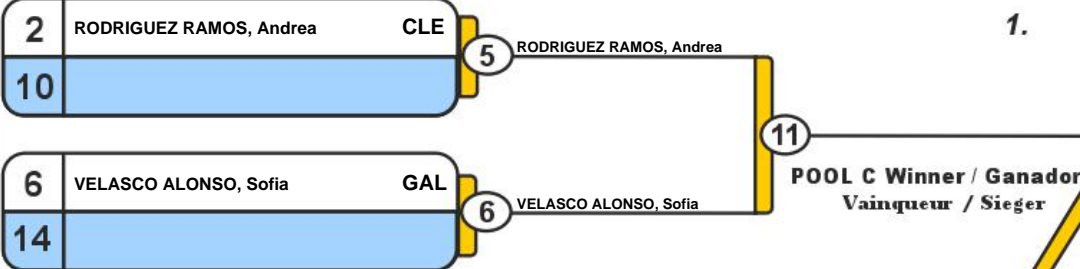 2 RODRIGUEZ RAMOS, Andrea CLE
10
5 RODRIGUEZ RAMOS, Andrea
6 VELASCO ALONSO, Sofia GAL
14
6 VELASCO ALONSO, Sofia
11
1.
POOL C Winner / Ganador
Vainqueur / Sieger